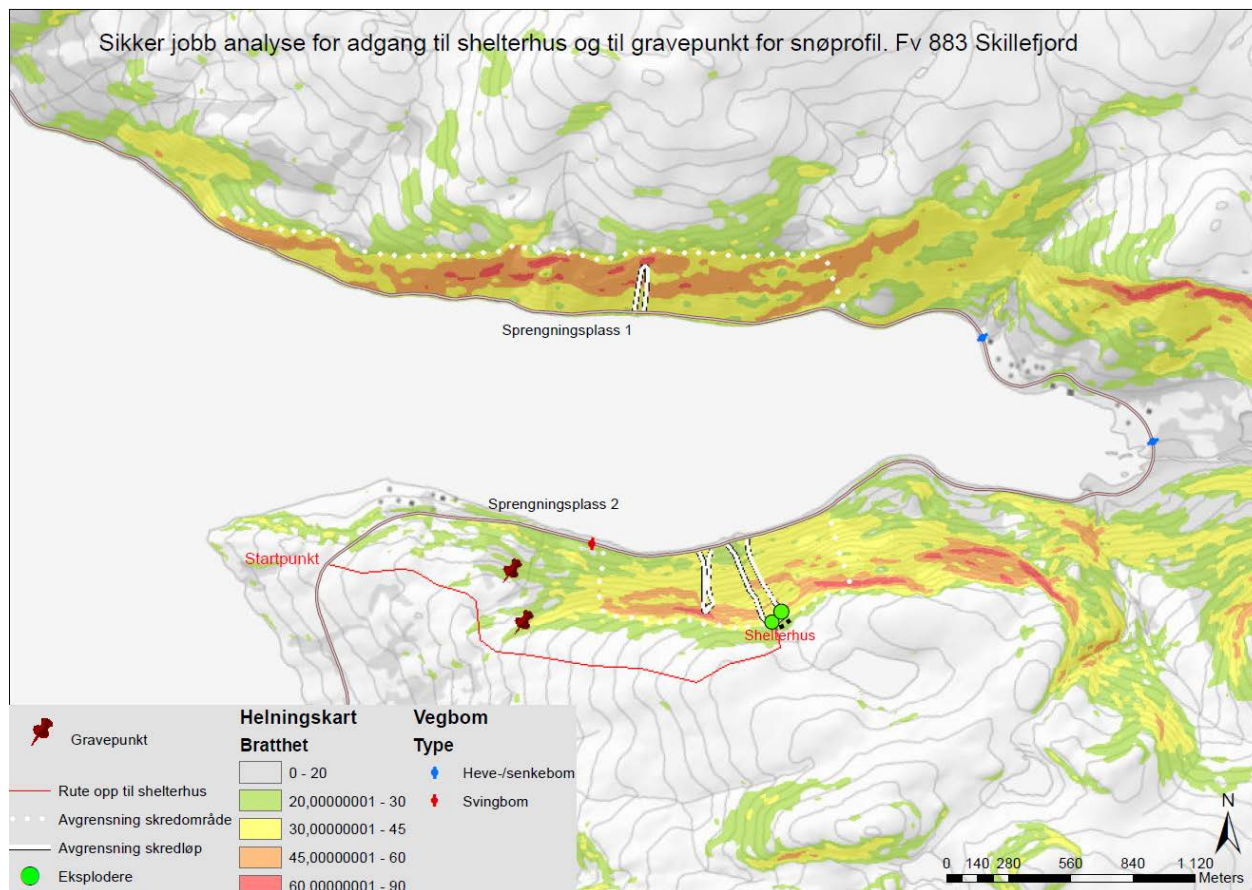 Sikker jobb analyse for adgang til shelterhus og til gravepunkt for snøprofil. Fv 883 Skillefjord
Sprengningsplass 1
Sprengningsplass 2
Startpunkt
Shelterhus
Gravepunkt
Rute opp til shelterhus
Avgrensning skredområde
Avgrensning skredløp
Eksplodere
Helningskart
Bratthet
0 - 20
20,00000001 - 30
30,00000001 - 45
45,00000001 - 60
60,00000001 - 90
Vegbom
Type
Heve-/senkebom
Svingbom
N
0 140 280 560 840 1 120
Meters